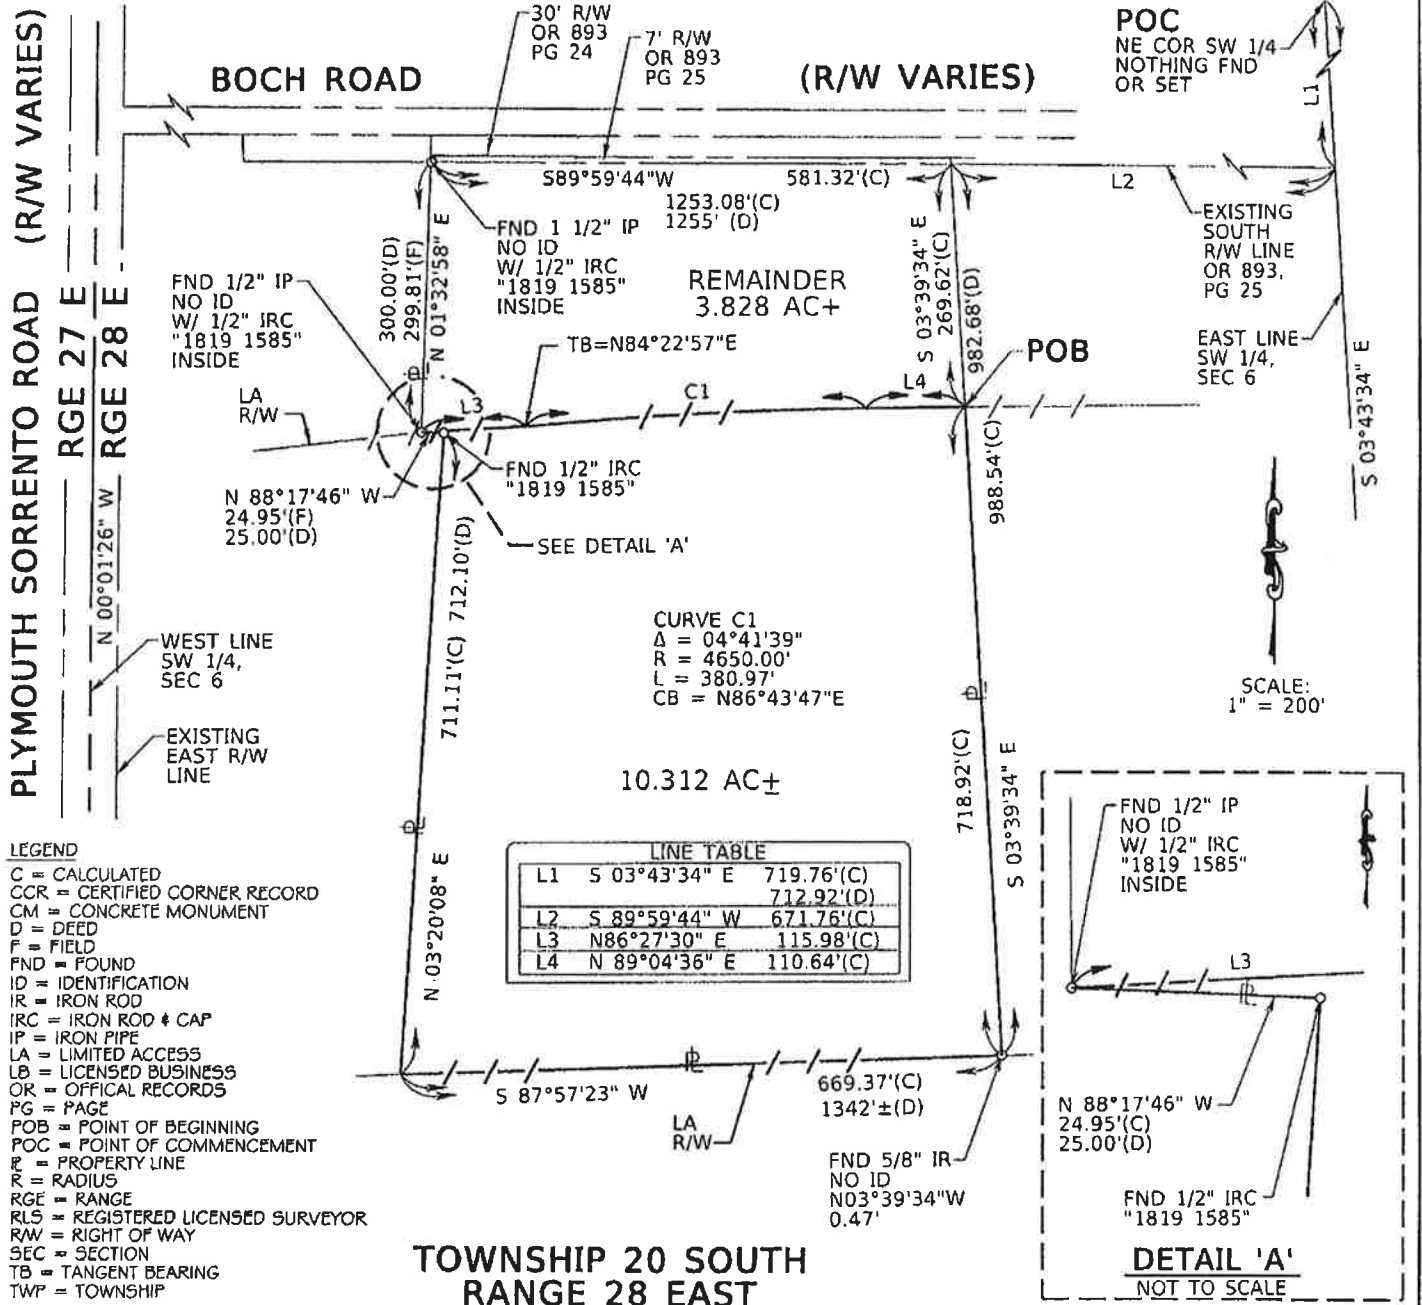 PLYMOUTH SORRENTO ROAD (R/W VARIES)
RGE 27 E
RGE 28 E
N 00°01'26" W
BOCH ROAD
(R/W VARIES)
30' R/W
OR 893
PG 24
7' R/W
OR 893
PG 25
POC
NE COR SW 1/4
NOTHING FND
OR SET
L1
S89°59'44"W
581.32'(C)
1253.08'(C)
1255' (D)
L2
EXISTING
SOUTH
R/W LINE
OR 893,
PG 25
EAST LINE
SW 1/4,
SEC 6
S 03°43'34" E
FND 1 1/2" IP
NO ID
W/ 1/2" IRC
"1819 1585"
INSIDE
300.00'(D)
299.81'(F)
N 01°32'58" E
REMAINDER
3.828 AC+
S 03°39'34" E
269.62'(C)
982.68'(D)
FND 1/2" IP
NO ID
W/ 1/2" IRC
"1819 1585"
INSIDE
TB=N84°22'57"E
POB
LA
R/W
L3
C1
L4
FND 1/2" IRC
"1819 1585"
N 88°17'46" W
24.95'(F)
25.00'(D)
SEE DETAIL 'A'
988.54'(C)
711.11'(C) 712.10'(D)
WEST LINE
SW 1/4,
SEC 6
EXISTING
EAST R/W
LINE
CURVE C1
Δ = 04°41'39"
R = 4650.00'
L = 380.97'
CB = N86°43'47"E
SCALE:
1" = 200'
10.312 AC±
718.92'(C)
S 03°39'34" E
N 03°20'08" E
LINE TABLE
L1 S 03°43'34" E 719.76'(C)
712.92'(D)
L2 S 89°59'44" W 671.76'(C)
L3 N86°27'30" E 115.98'(C)
L4 N 89°04'36" E 110.64'(C)
LEGEND
C = CALCULATED
CCR = CERTIFIED CORNER RECORD
CM = CONCRETE MONUMENT
D = DEED
F = FIELD
FND = FOUND
ID = IDENTIFICATION
IR = IRON ROD
IRC = IRON ROD & CAP
IP = IRON PIPE
LA = LIMITED ACCESS
LB = LICENSED BUSINESS
OR = OFFICAL RECORDS
PG = PAGE
POB = POINT OF BEGINNING
POC = POINT OF COMMENCEMENT
PL = PROPERTY LINE
R = RADIUS
RGE = RANGE
RLS = REGISTERED LICENSED SURVEYOR
R/W = RIGHT OF WAY
SEC = SECTION
TB = TANGENT BEARING
TWP = TOWNSHIP
S 87°57'23" W
669.37'(C)
1342'±(D)
LA
R/W
FND 5/8" IR
NO ID
N03°39'34"W
0.47'
FND 1/2" IP
NO ID
W/ 1/2" IRC
"1819 1585"
INSIDE
L3
PL
N 88°17'46" W
24.95'(C)
25.00'(D)
FND 1/2" IRC
"1819 1585"
DETAIL 'A'
NOT TO SCALE
TOWNSHIP 20 SOUTH
RANGE 28 EAST